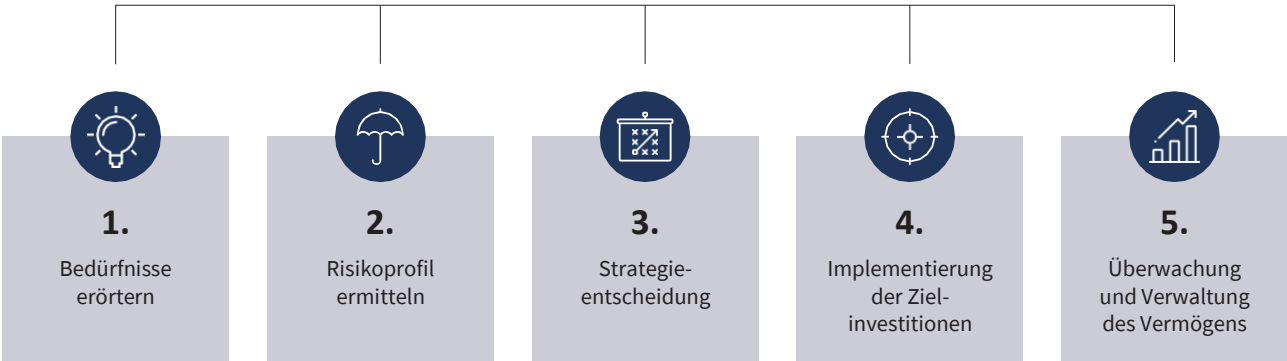 1.
Bedürfnisse
erörtern
2.
Risikoprofil
ermitteln
3.
Strategie-
entscheidung
4.
Implementierung
der Ziel-
investitionen
5.
Überwachung
und Verwaltung
des Vermögens